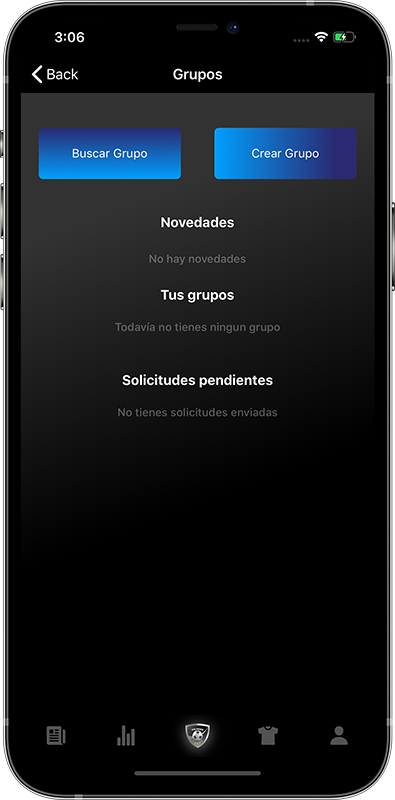 3:06
Back
Grupos
Buscar Grupo
Crear Grupo
Novedades
No hay novedades
Tus grupos
Todavía no tienes ningun grupo
Solicitudes pendientes
No tienes solicitudes enviadas